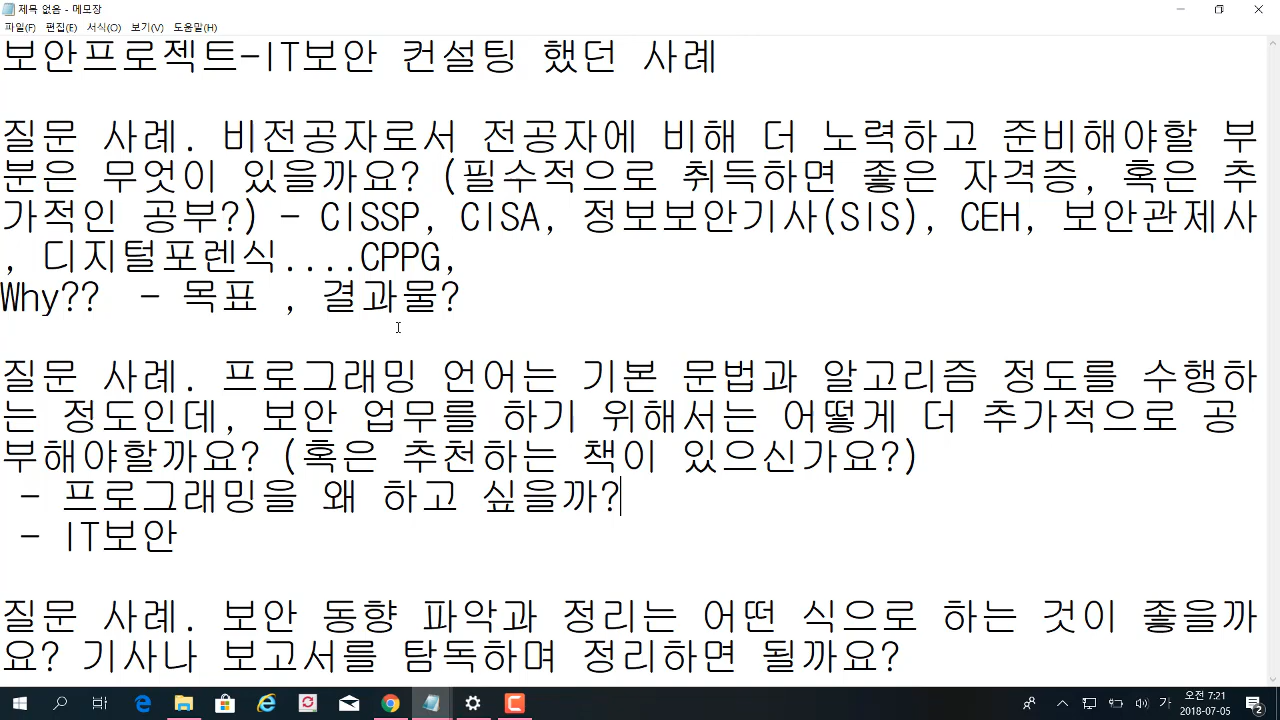 제목 없음 - 메모장
파일(F) 편집(E) 서식(O) 보기(V) 도움말(H)
보안프로젝트-IT보안 컨설팅 했던 사례
질문 사례. 비전공자로서 전공자에 비해 더 노력하고 준비해야할 부
분은 무엇이 있을까요? (필수적으로 취득하면 좋은 자격증, 혹은 추
가적인 공부?) - CISSP, CISA, 정보보안기사(SIS), CEH, 보안관제사
, 디지털포렌식....CPPG,
Why?? - 목표 , 결과물?
질문 사례. 프로그래밍 언어는 기본 문법과 알고리즘 정도를 수행하
는 정도인데, 보안 업무를 하기 위해서는 어떻게 더 추가적으로 공
부해야할까요? (혹은 추천하는 책이 있으신가요?)
- 프로그래밍을 왜 하고 싶을까?
- IT보안
질문 사례. 보안 동향 파악과 정리는 어떤 식으로 하는 것이 좋을까
요? 기사나 보고서를 탐독하며 정리하면 될까요?
가 오전 7:21
2018-07-05 2